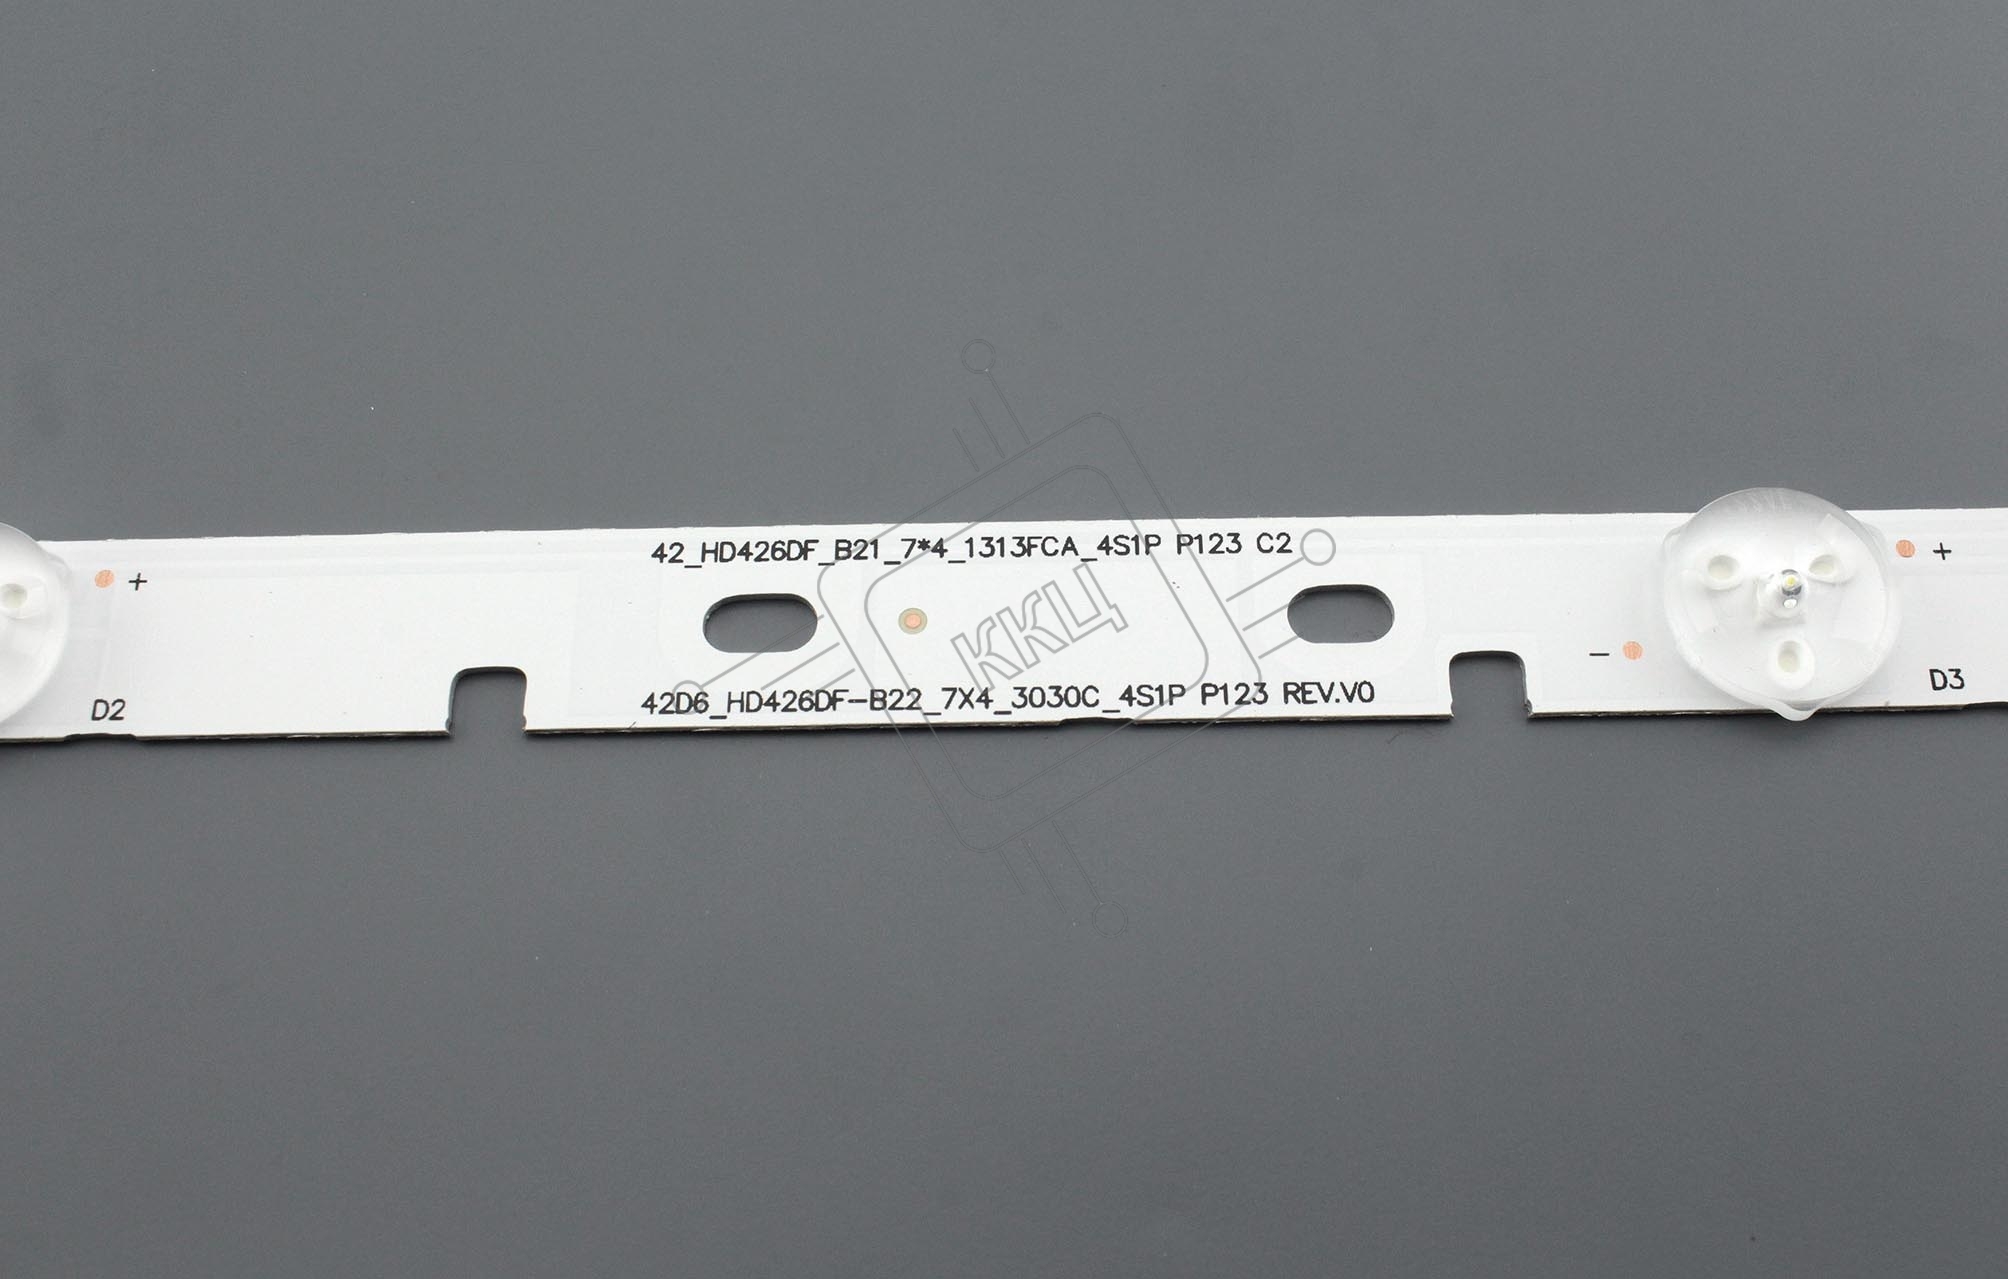 42_HD426DF_B21_7*4_1313FCA_4S1P P123 C2
+
+
ККЦ
−
D2
42D6_HD426DF-B22_7X4_3030C_4S1P P123 REV.V0
D3